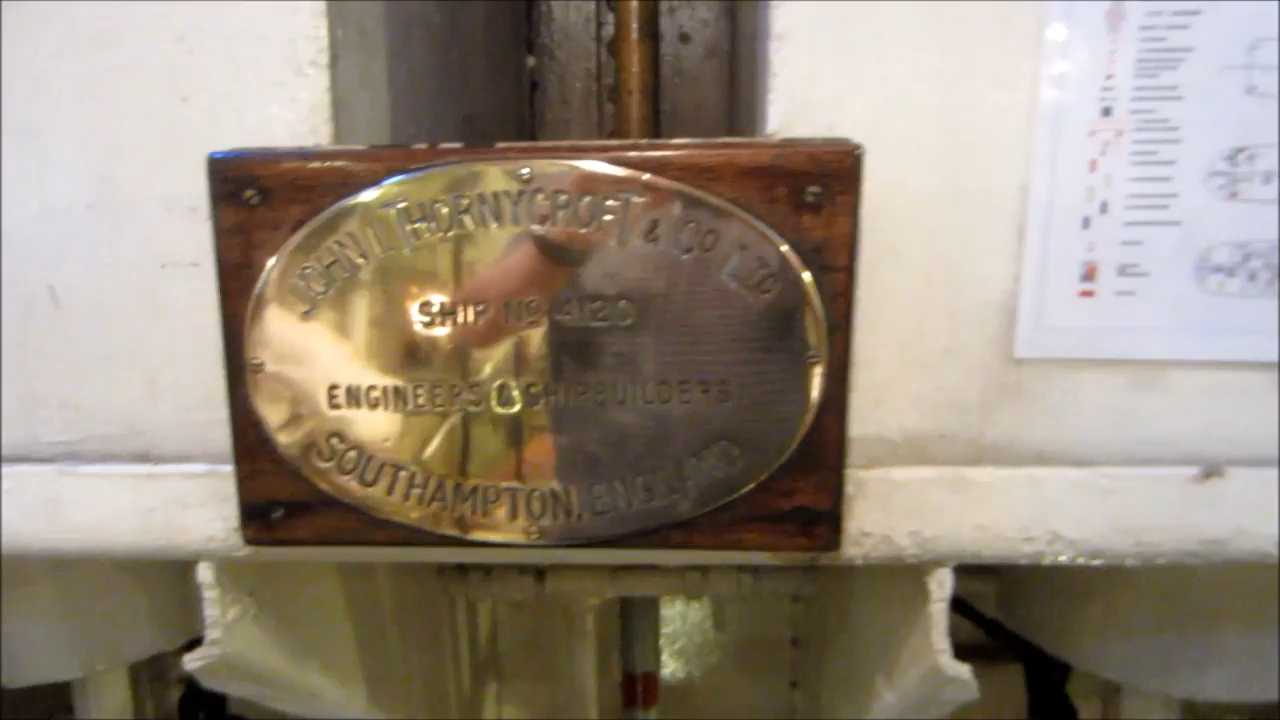 JOHN I. THORNYCROFT & CO LTD
SHIP NO 4120
ENGINEERS & SHIPBUILDERS
SOUTHAMPTON, ENGLAND